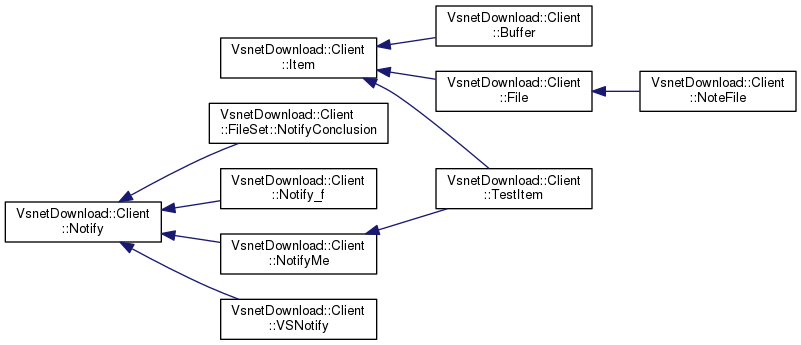 VsnetDownload::Client
::Buffer
VsnetDownload::Client
::Item
VsnetDownload::Client
::File
VsnetDownload::Client
::NoteFile
VsnetDownload::Client
::FileSet::NotifyConclusion
VsnetDownload::Client
::Notify_f
VsnetDownload::Client
::TestItem
VsnetDownload::Client
::Notify
VsnetDownload::Client
::NotifyMe
VsnetDownload::Client
::VSNotify